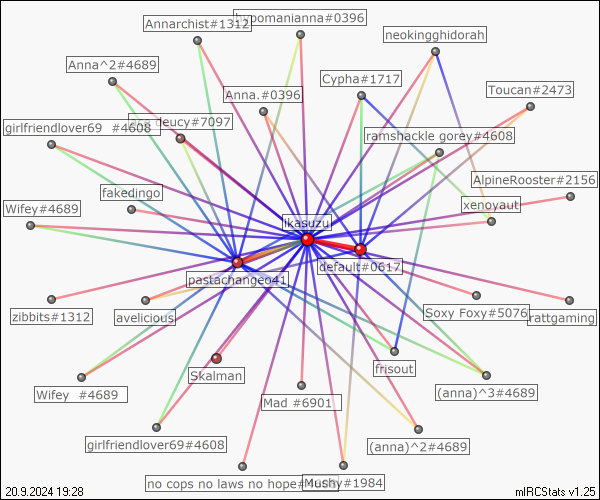 hypomanianna#0396
Annarchist#1312
neokingghidorah
Anna^2#4689
Cypha#1717
Toucan#2473
Anna.#0396
deucy#7097
girlfriendlover69 #4608
ramshackle gorey#4608
AlpineRooster#2156
fakedingo
xenoyaut
Wifey#4689
ikasuzu
default#0617
pastachangeo41
zibbits#1312
avelicious
Soxy Foxy#5076
rattgaming
Skalman
frisout
Wifey #4689
(anna)^3#4689
Mad #6901
girlfriendlover69#4608
(anna)^2#4689
no cops no laws no hope
Mushy#1984
20.9.2024 19:28
mIRCStats v1.25